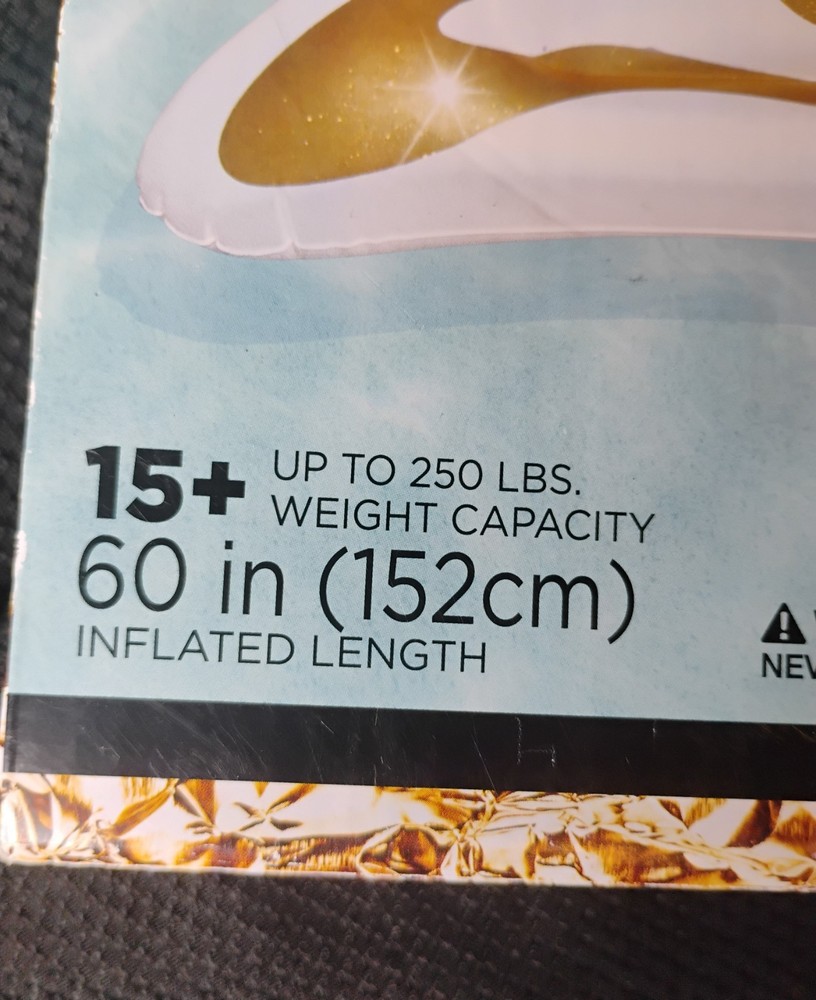 15+ UP TO 250 LBS.
WEIGHT CAPACITY
60 in (152cm)
INFLATED LENGTH